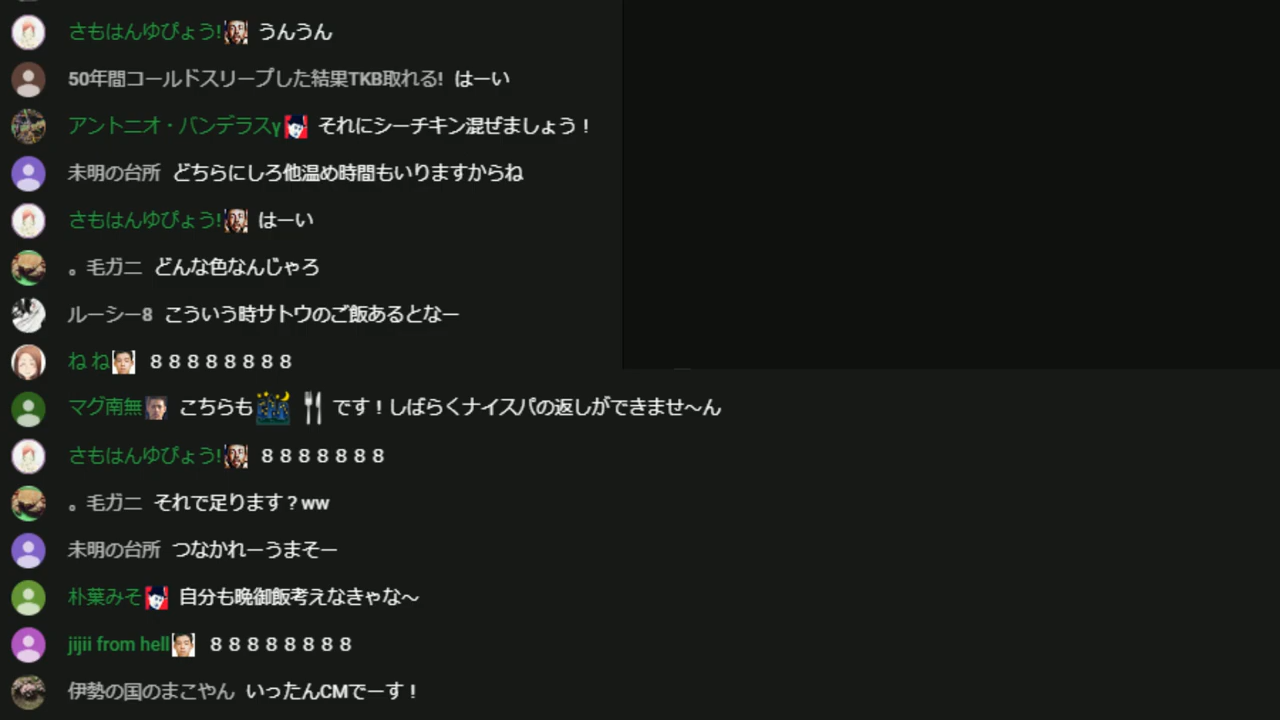 さもはんゆぴょう! うんうん
50年間コールドスリープした結果TKB取れる! はーい
アントニオ・バンデラスγ それにシーチキン混ぜましょう！
未明の台所 どちらにしろ他温め時間もいりますからね
さもはんゆぴょう! はーい
。毛ガニ どんな色なんじゃろ
ルーシー8 こういう時サトウのご飯あるとなー
ね ね ８８８８８８８８
マグ南無 こちらも🌃🍴です！しばらくナイスパの返しができませ〜ん
さもはんゆぴょう! ８８８８８８８
。毛ガニ それで足ります？ww
未明の台所 つなかれーうまそー
朴葉みそ 自分も晩御飯考えなきゃな〜
jijii from hell ８８８８８８８８
伊勢の国のまこやん いったんCMでーす！